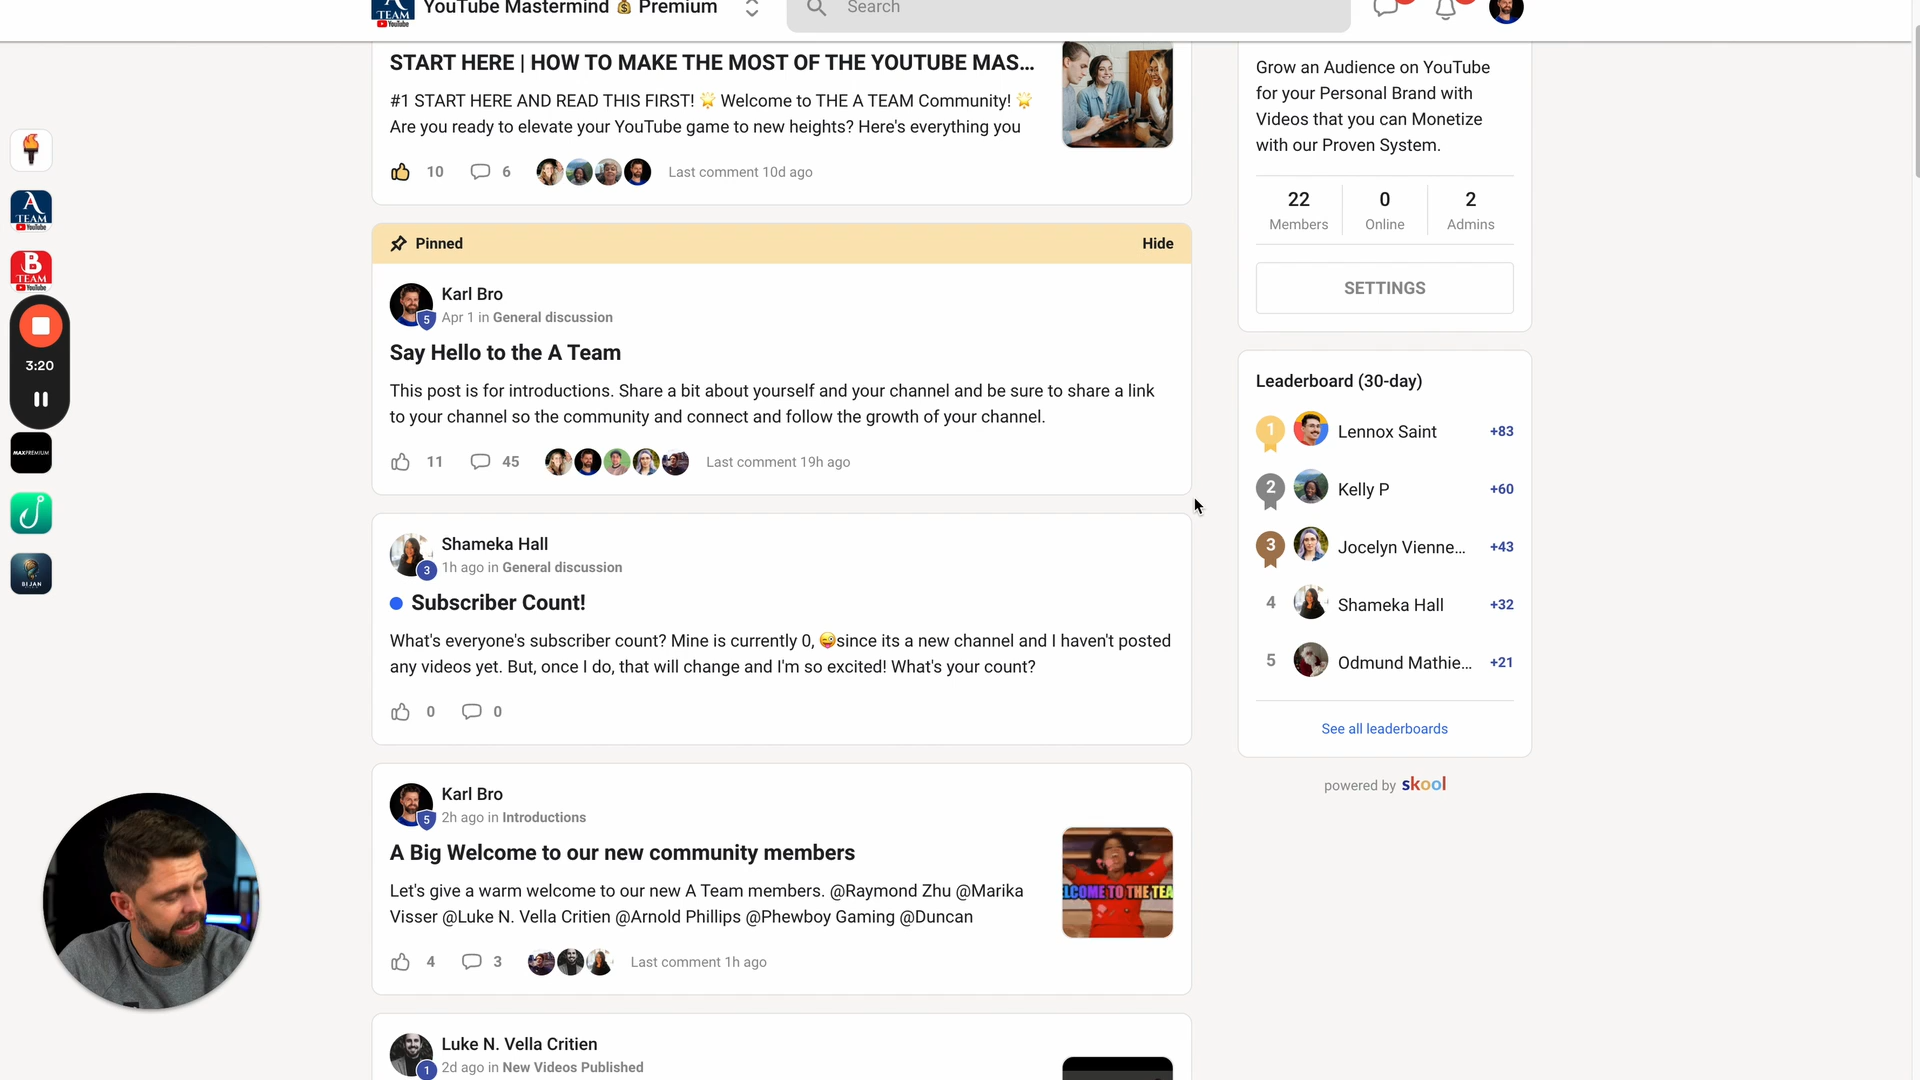 A
TEAM
YouTube
YouTube Mastermind 💰 Premium
Search
START HERE | HOW TO MAKE THE MOST OF THE YOUTUBE MAS...
#1 START HERE AND READ THIS FIRST! 🌟 Welcome to THE A TEAM Community! 🌟
Are you ready to elevate your YouTube game to new heights? Here's everything you
10 6 Last comment 10d ago
Pinned Hide
Karl Bro
5 Apr 1 in General discussion
Say Hello to the A Team
This post is for introductions. Share a bit about yourself and your channel and be sure to share a link
to your channel so the community and connect and follow the growth of your channel.
11 45 Last comment 19h ago
Shameka Hall
3 1h ago in General discussion
Subscriber Count!
What's everyone's subscriber count? Mine is currently 0, 😜since its a new channel and I haven't posted
any videos yet. But, once I do, that will change and I'm so excited! What's your count?
0 0
Karl Bro
5 2h ago in Introductions
A Big Welcome to our new community members
Let's give a warm welcome to our new A Team members. @Raymond Zhu @Marika
Visser @Luke N. Vella Critien @Arnold Phillips @Phewboy Gaming @Duncan
LCOME TO THE TEA
4 3 Last comment 1h ago
Luke N. Vella Critien
1 2d ago in New Videos Published
Grow an Audience on YouTube
for your Personal Brand with
Videos that you can Monetize
with our Proven System.
22 0 2
Members Online Admins
SETTINGS
Leaderboard (30-day)
1 Lennox Saint +83
2 Kelly P +60
3 Jocelyn Vienne... +43
4 Shameka Hall +32
5 Odmund Mathie... +21
See all leaderboards
powered by skool
A
TEAM
YouTube
B
TEAM
YouTube
3:20
MAXPREMIUM
BIJAN